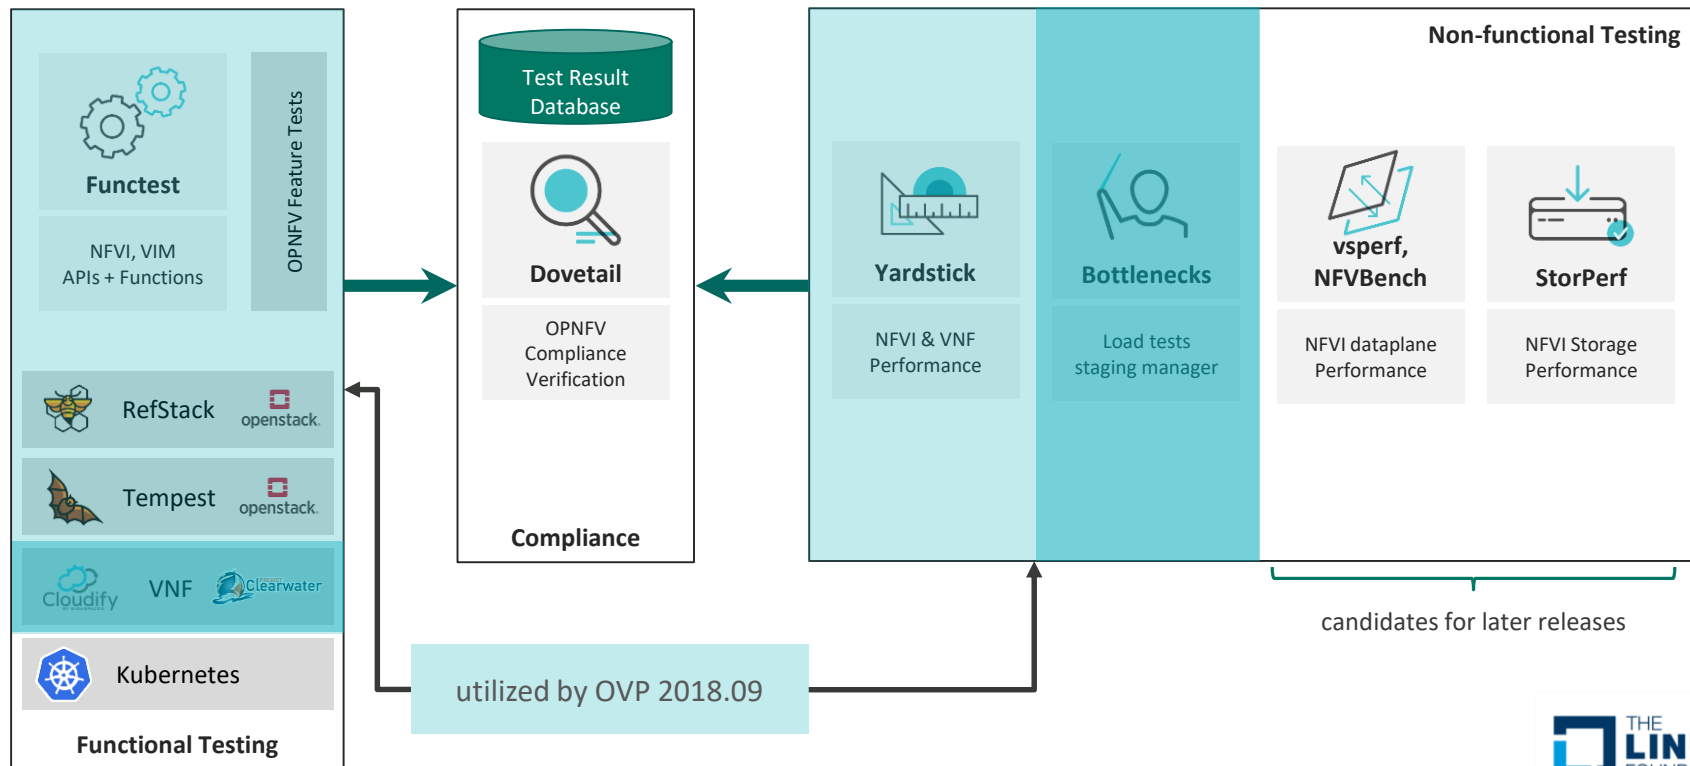 Functest
NFVI, VIM
APIs + Functions
OPNFV Feature Tests
RefStack
openstack.
Tempest
openstack.
Cloudify
VNF
Clearwater
Kubernetes
Functional Testing
Test Result
Database
Dovetail
OPNFV
Compliance
Verification
Compliance
Non-functional Testing
Yardstick
NFVI & VNF
Performance
Bottlenecks
Load tests
staging manager
vsperf,
NFVBench
NFVI dataplane
Performance
StorPerf
NFVI Storage
Performance
candidates for later releases
utilized by OVP 2018.09
THE
LIN